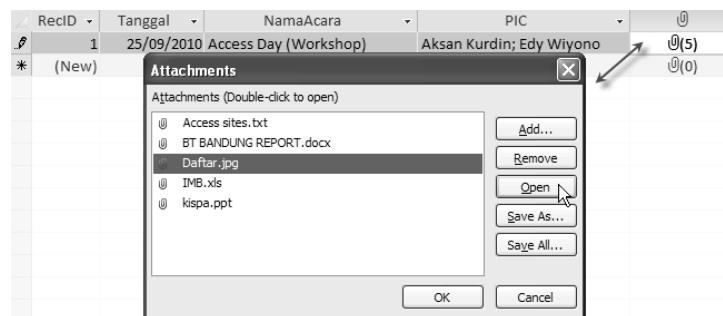 RecID Tanggal NamaAcara PIC
1 25/09/2010 Access Day (Workshop) Aksan Kurdin; Edy Wiyono (5)
* (New) (0)
Attachments
Attachments (Double-click to open)
Access sites.txt
BT BANDUNG REPORT.docx
Daftar.jpg
IMB.xls
kispa.ppt
Add...
Remove
Open
Save As...
Save All...
OK Cancel